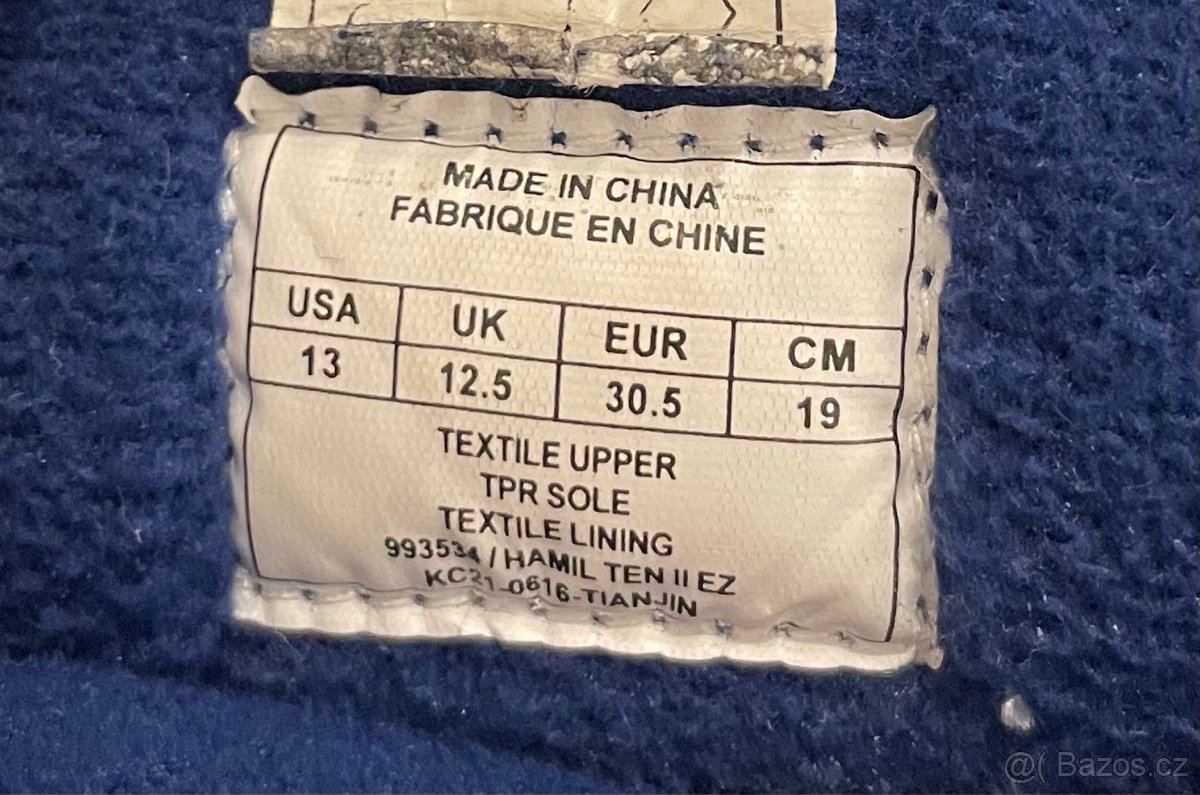 MADE IN CHINA
FABRIQUE EN CHINE
USA UK EUR CM
13 12.5 30.5 19
TEXTILE UPPER
TPR SOLE
TEXTILE LINING
993534 / HAMIL TEN II EZ
KC21-0616-TIANJIN
@( Bazos.cz